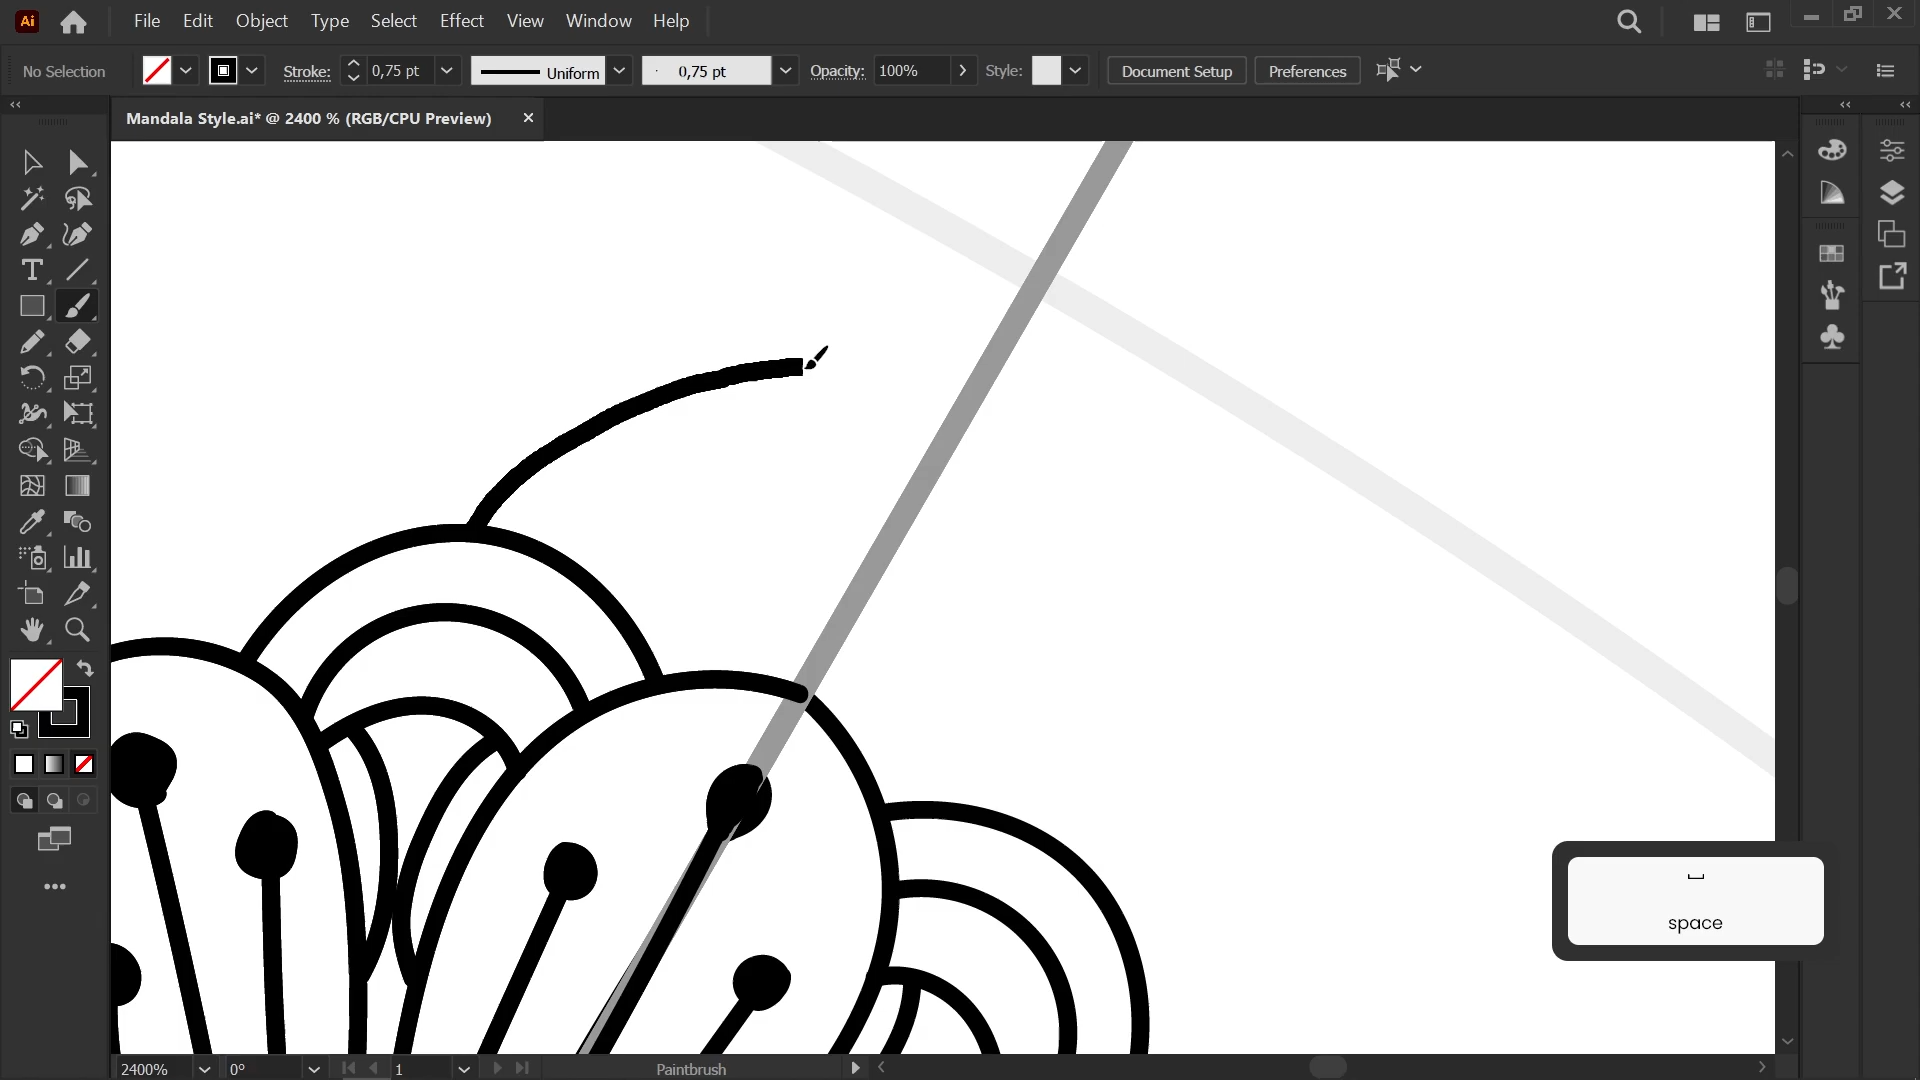 Ai File Edit Object Type Select Effect View Window Help
No Selection Stroke: 0,75 pt Uniform 0,75 pt Opacity: 100% Style: Document Setup Preferences
Mandala Style.ai* @ 2400 % (RGB/CPU Preview)
space
2400% 0° 1 Paintbrush